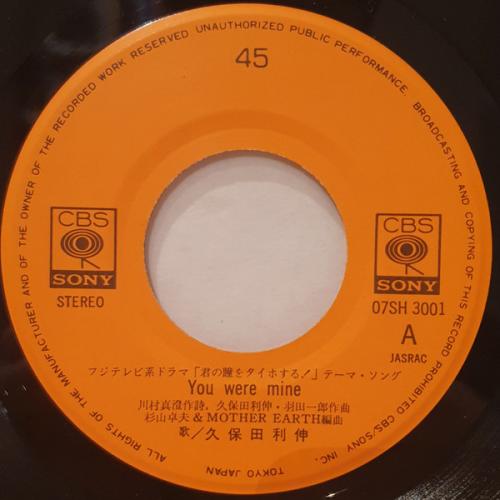 ALL RIGHTS OF THE MANUFACTURER AND OF THE OWNER OF THE RECORDED WORK RESERVED UNAUTHORIZED PUBLIC PERFORMANCE, BROADCASTING AND COPYING OF THIS RECORD PROHIBITED CBS/SONY INC.
45
CBS
SONY
STEREO
CBS
SONY
07SH 3001
A
JASRAC
フジテレビ系ドラマ「君の瞳をタイホする!」テーマ・ソング
You were mine
川村真澄作詩、久保田利伸・羽田一郎作曲
杉山卓夫&MOTHER EARTH編曲
歌/久保田利伸
TOKYO JAPAN